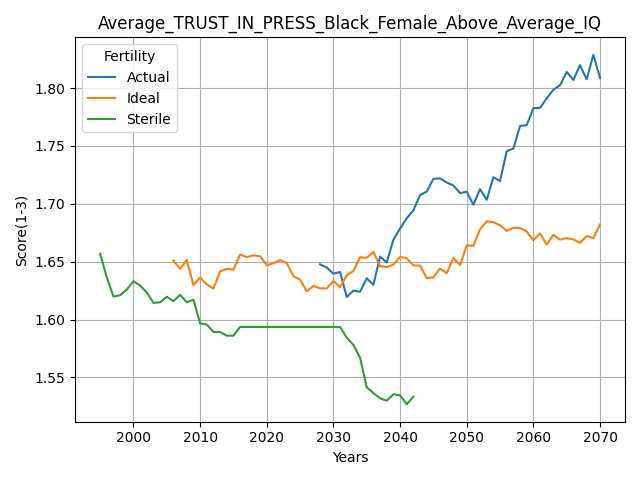 Average_TRUST_IN_PRESS_Black_Female_Above_Average_IQ
Fertility
Actual
Ideal
Sterile
Score(1-3)
1.80
1.75
1.70
1.65
1.60
1.55
2000 2010 2020 2030 2040 2050 2060 2070
Years